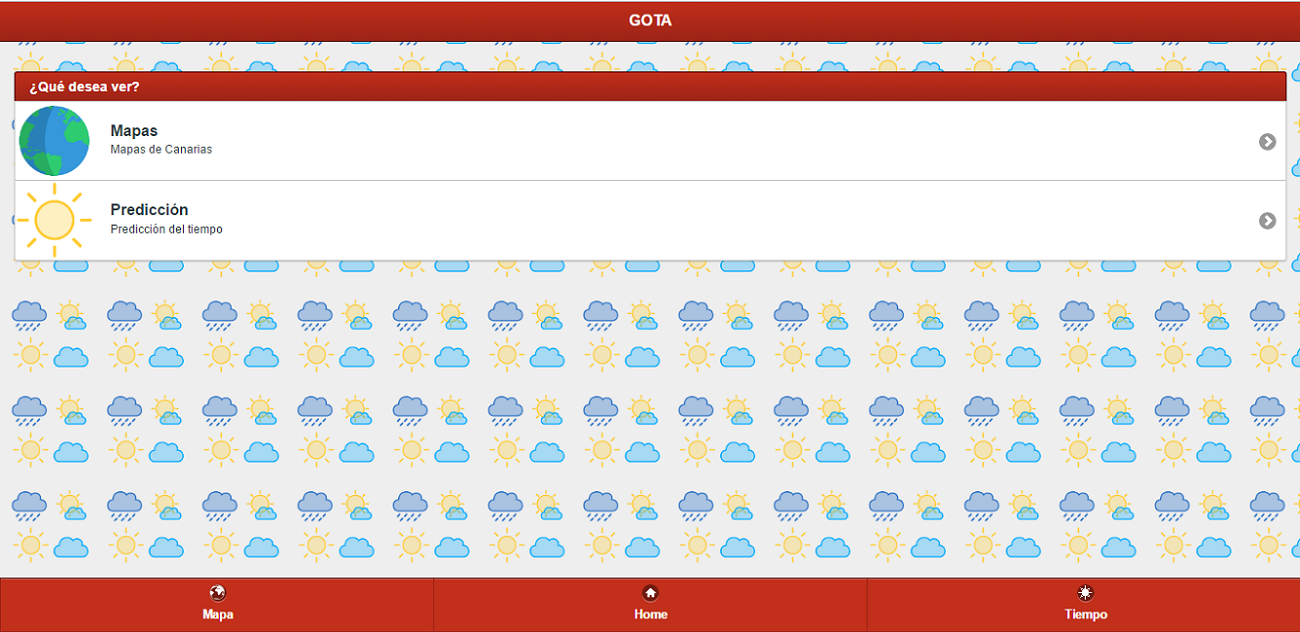 GOTA
¿Qué desea ver?
Mapas
Mapas de Canarias
Predicción
Predicción del tiempo
Mapa
Home
Tiempo